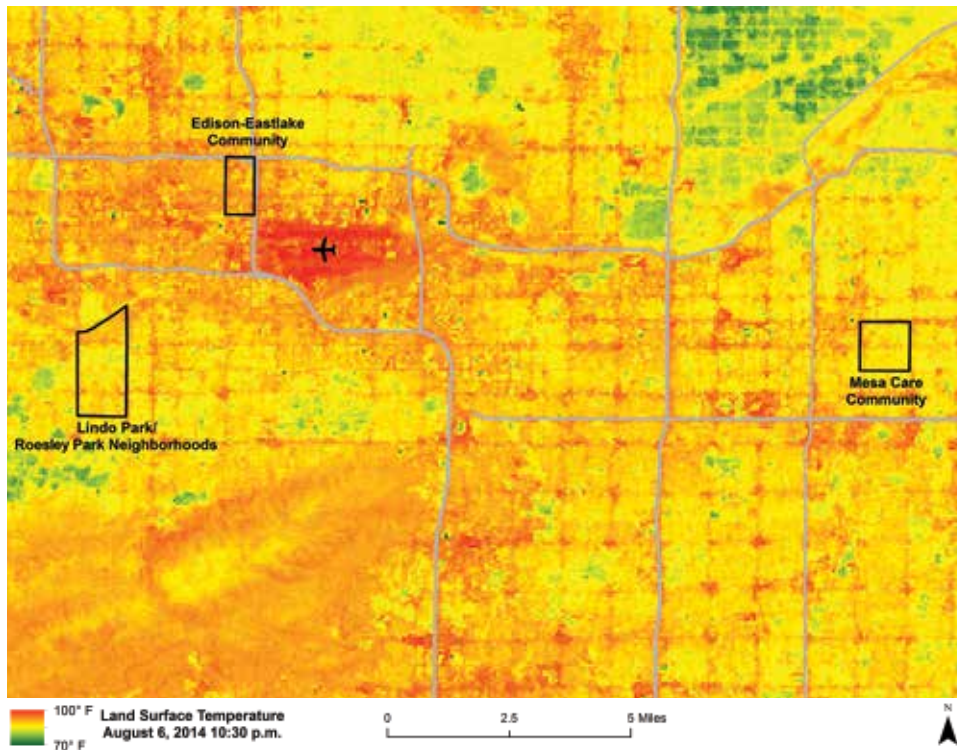 Edison-Eastlake
Community
Mesa Care
Community
Lindo Park/
Roesley Park Neighborhoods
100° F
70° F
Land Surface Temperature
August 6, 2014 10:30 p.m.
0 2.5 5 Miles
N